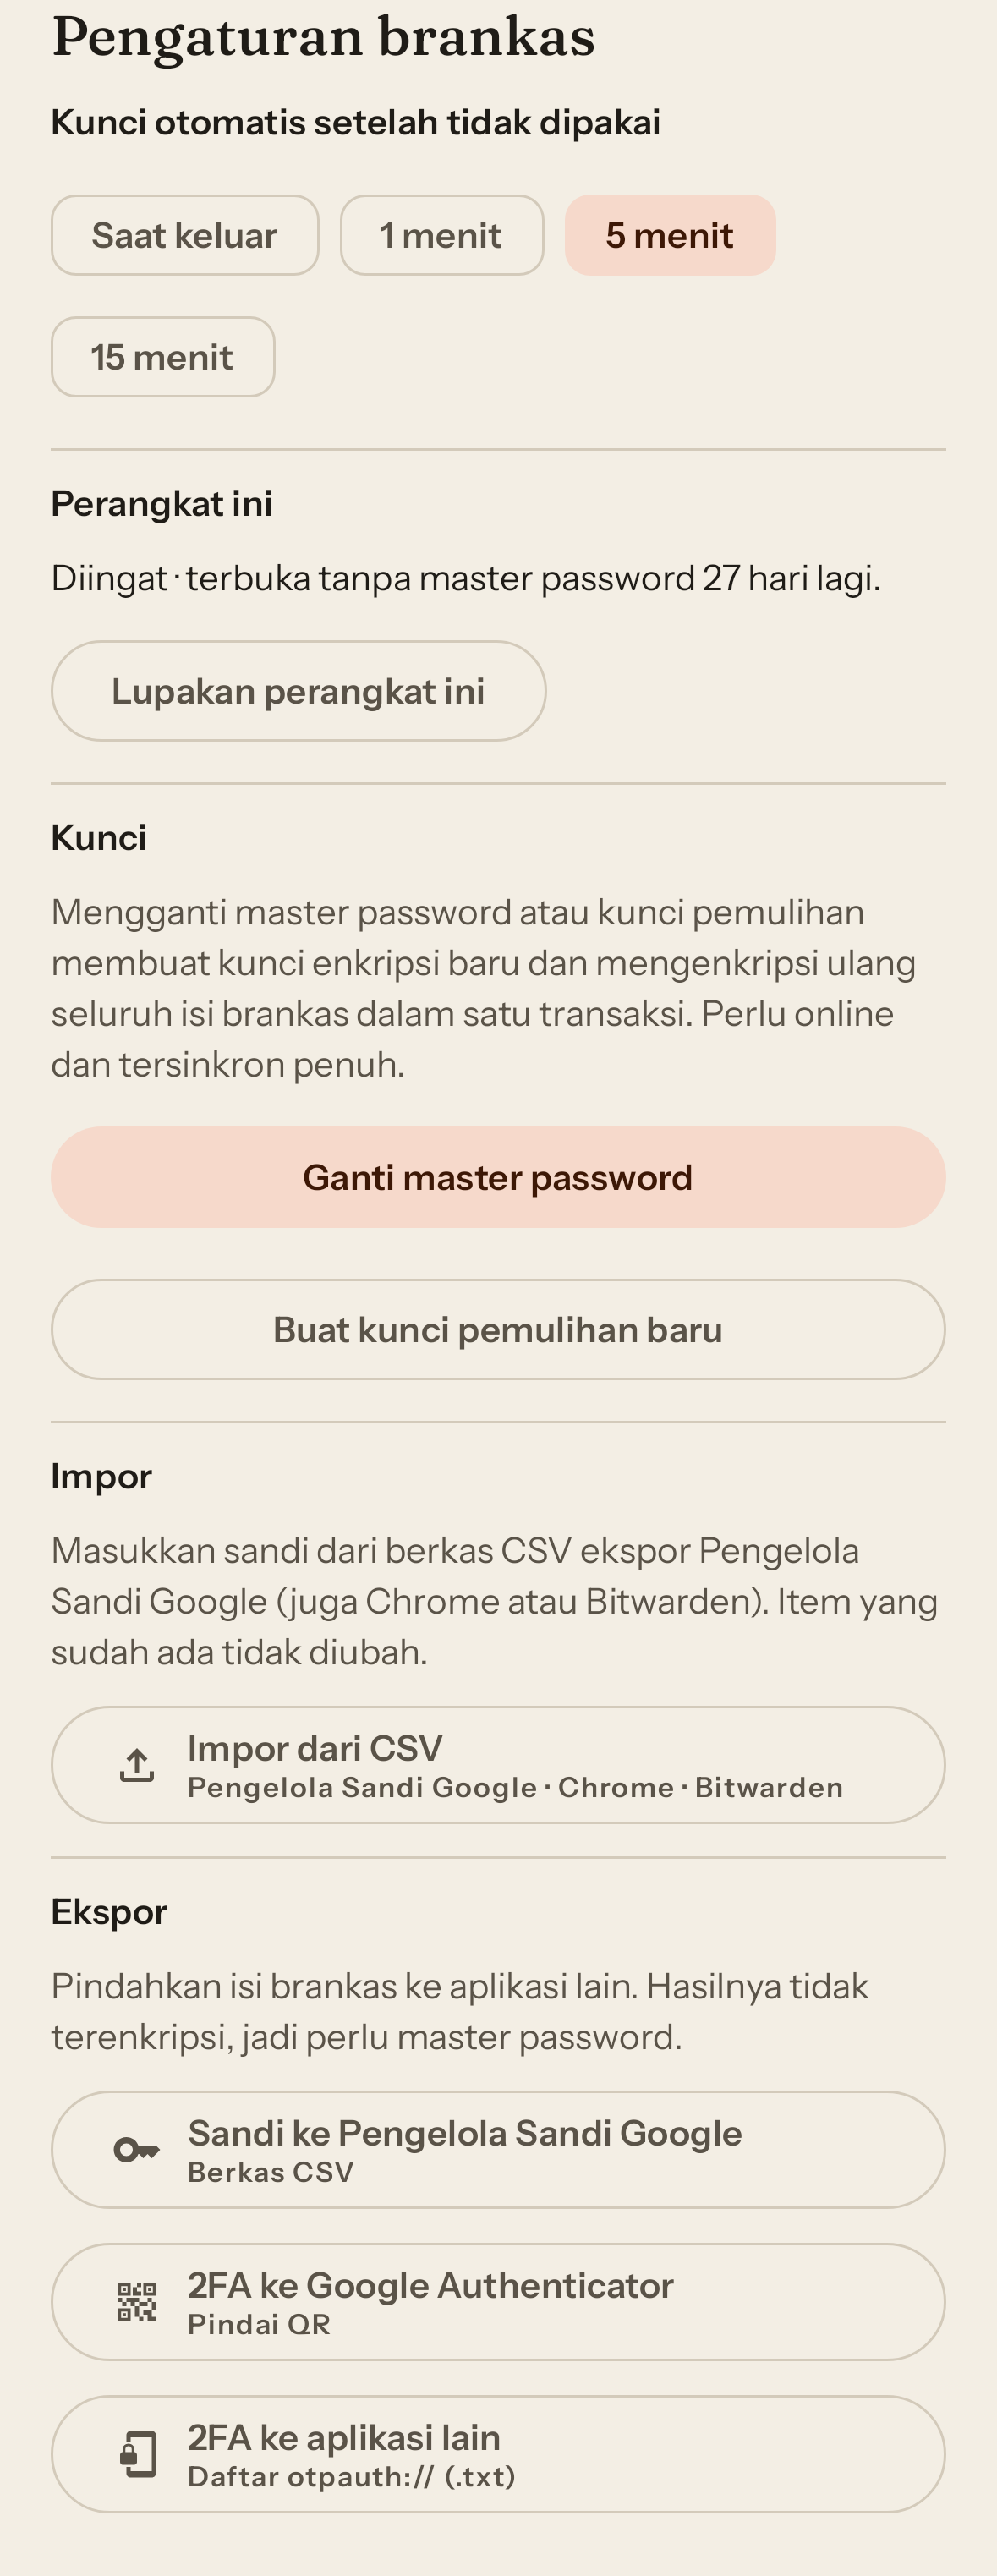 Pengaturan brankas
Kunci otomatis setelah tidak dipakai
Saat keluar
1 menit
5 menit
15 menit
Perangkat ini
Diingat · terbuka tanpa master password 27 hari lagi.
Lupakan perangkat ini
Kunci
Mengganti master password atau kunci pemulihan
membuat kunci enkripsi baru dan mengenkripsi ulang
seluruh isi brankas dalam satu transaksi. Perlu online
dan tersinkron penuh.
Ganti master password
Buat kunci pemulihan baru
Impor
Masukkan sandi dari berkas CSV ekspor Pengelola
Sandi Google (juga Chrome atau Bitwarden). Item yang
sudah ada tidak diubah.
Impor dari CSV
Pengelola Sandi Google · Chrome · Bitwarden
Ekspor
Pindahkan isi brankas ke aplikasi lain. Hasilnya tidak
terenkripsi, jadi perlu master password.
Sandi ke Pengelola Sandi Google
Berkas CSV
2FA ke Google Authenticator
Pindai QR
2FA ke aplikasi lain
Daftar otpauth:// (.txt)